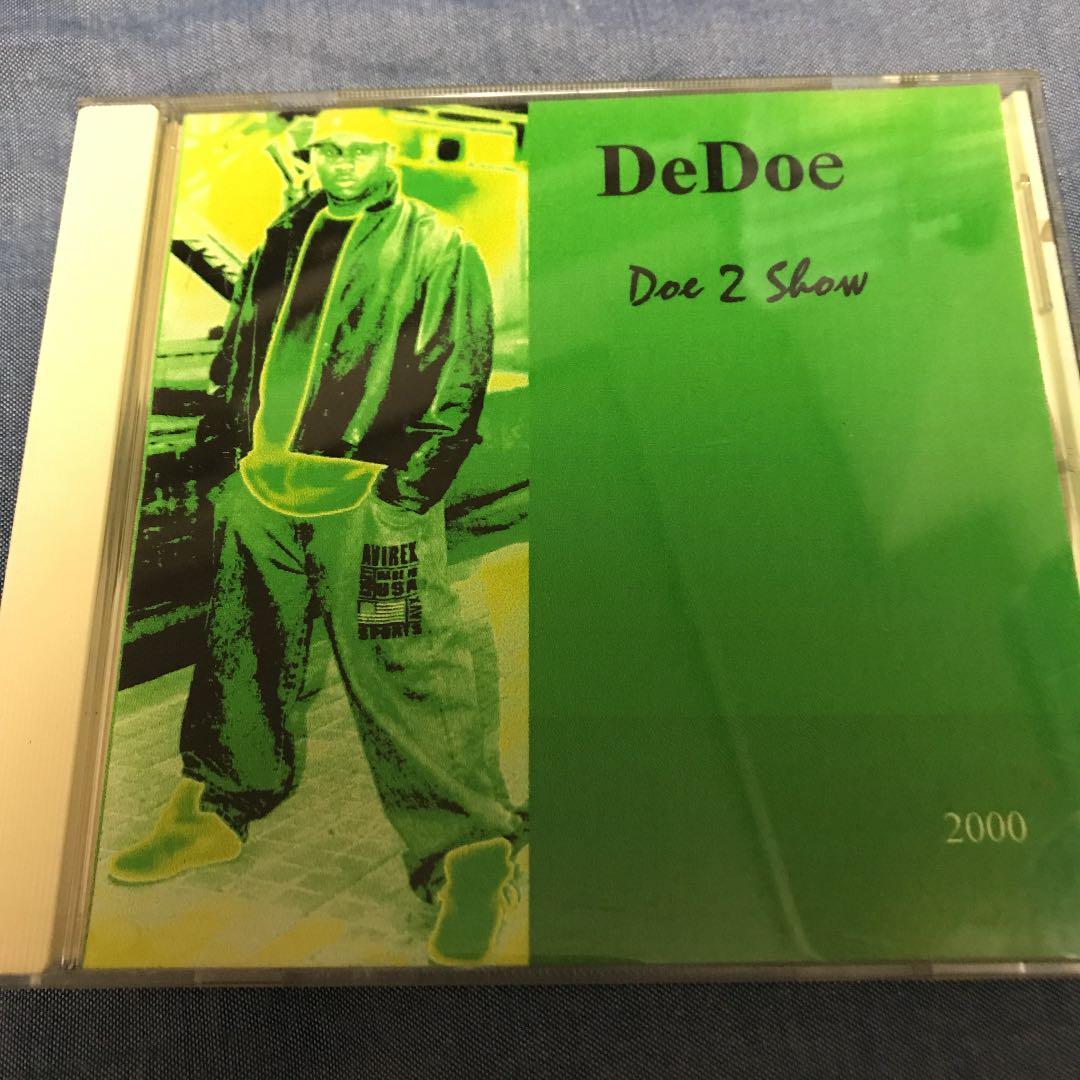 DeDoe
Doe 2 Show
AVIREX
USA
SPORTS
2000